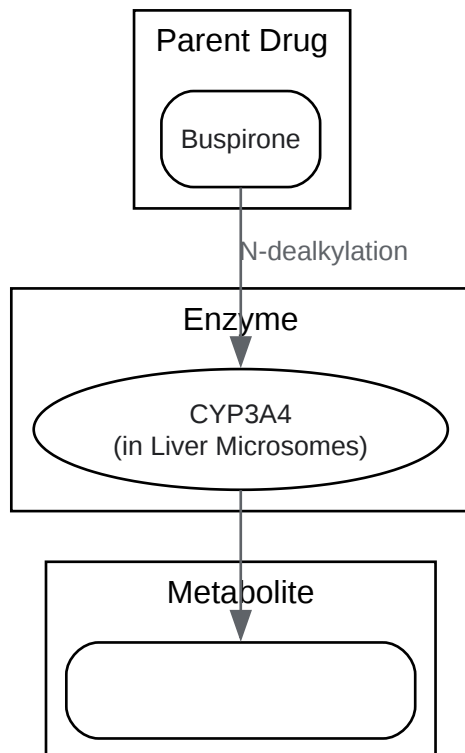 Parent Drug
Buspirone
N-dealkylation
Enzyme
CYP3A4
(in Liver Microsomes)
Metabolite